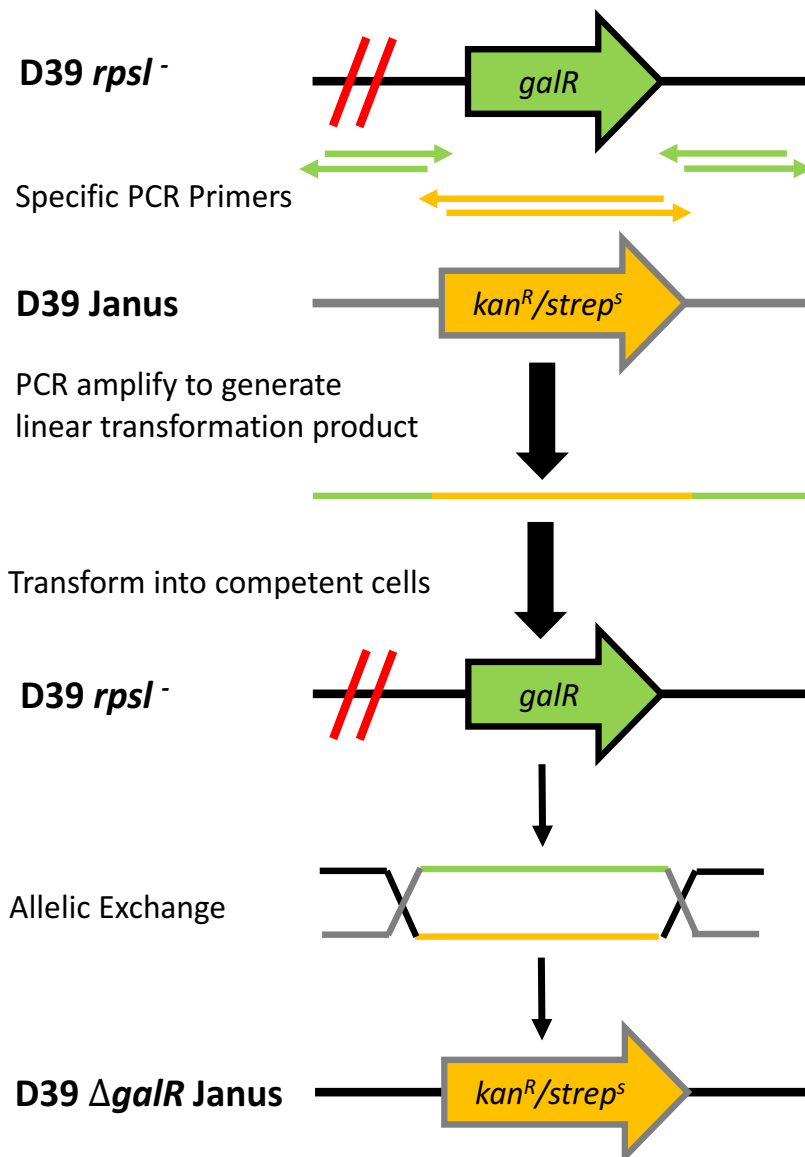 D39 rpsl -
galR
Specific PCR Primers
D39 Janus
kanR/streps
PCR amplify to generate
linear transformation product
Transform into competent cells
D39 rpsl -
galR
Allelic Exchange
D39 ΔgalR Janus
kanR/streps